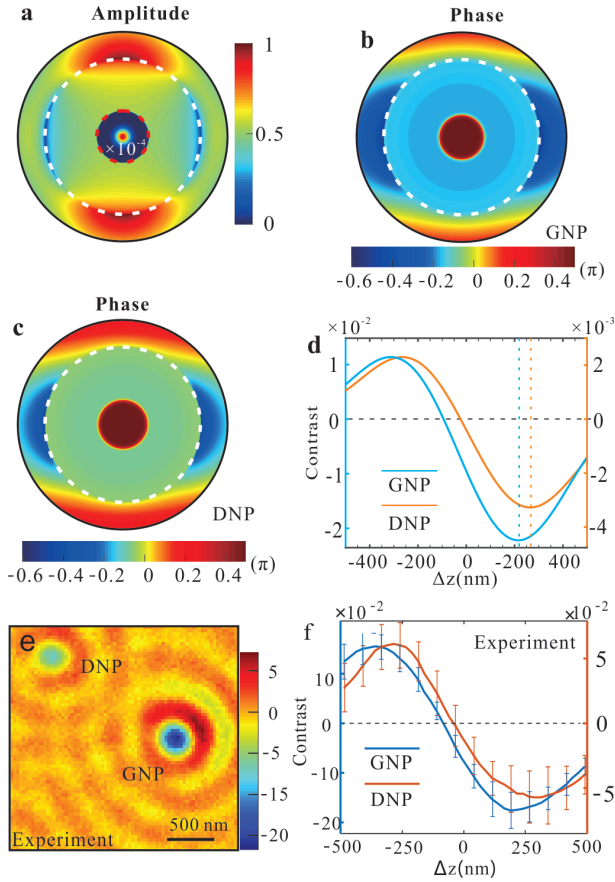 a
Amplitude
×10⁻⁴
1
0.5
0
b
Phase
GNP
-0.6 -0.4 -0.2 0 0.2 0.4 (π)
c
Phase
DNP
-0.6 -0.4 -0.2 0 0.2 0.4 (π)
d
×10⁻²
×10⁻³
1
0
-1
-2
Contrast
2
0
-2
-4
GNP
DNP
-400 -200 0 200 400
Δz(nm)
e
DNP
GNP
Experiment
500 nm
5
0
-5
-10
-15
-20
f
×10⁻²
×10⁻²
Experiment
10
0
-10
-20
Contrast
5
0
-5
GNP
DNP
-500 -250 0 250 500
Δz(nm)